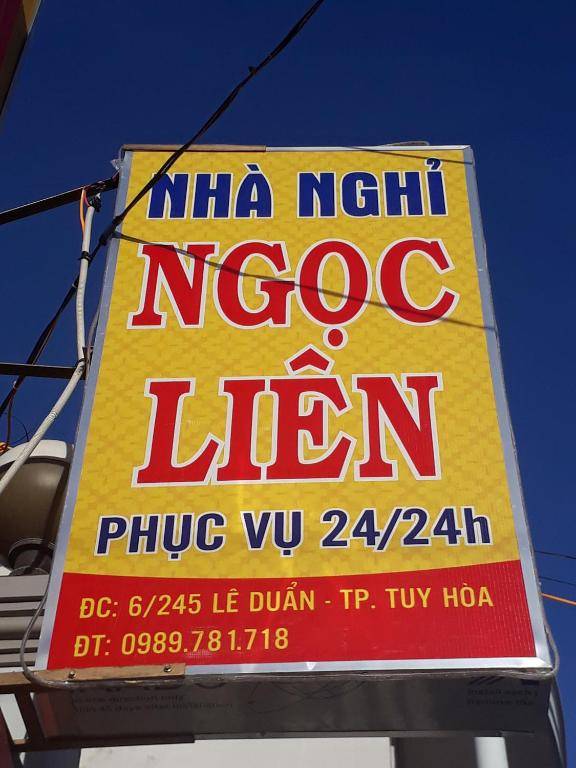 NHÀ NGHỈ
NGỌC
LIÊN
PHỤC VỤ 24/24h
ĐC: 6/245 LÊ DUẨN - TP. TUY HÒA
ĐT: 0989.781.718